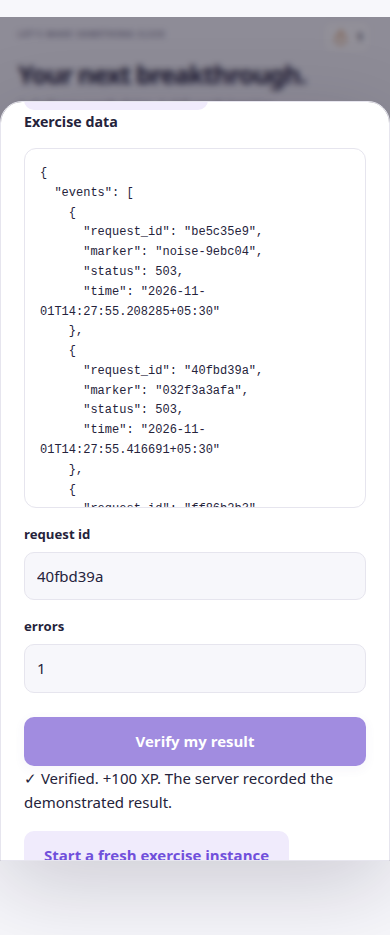 Your next breakthrough.
Exercise data
{
"events": [
{
"request_id": "be5c35e9",
"marker": "noise-9ebc04",
"status": 503,
"time": "2026-11-
01T14:27:55.208285+05:30"
},
{
"request_id": "40fbd39a",
"marker": "032f3a3afa",
"status": 503,
"time": "2026-11-
01T14:27:55.416691+05:30"
},
{
request id
40fbd39a
errors
1
Verify my result
✓ Verified. +100 XP. The server recorded the
demonstrated result.
Start a fresh exercise instance